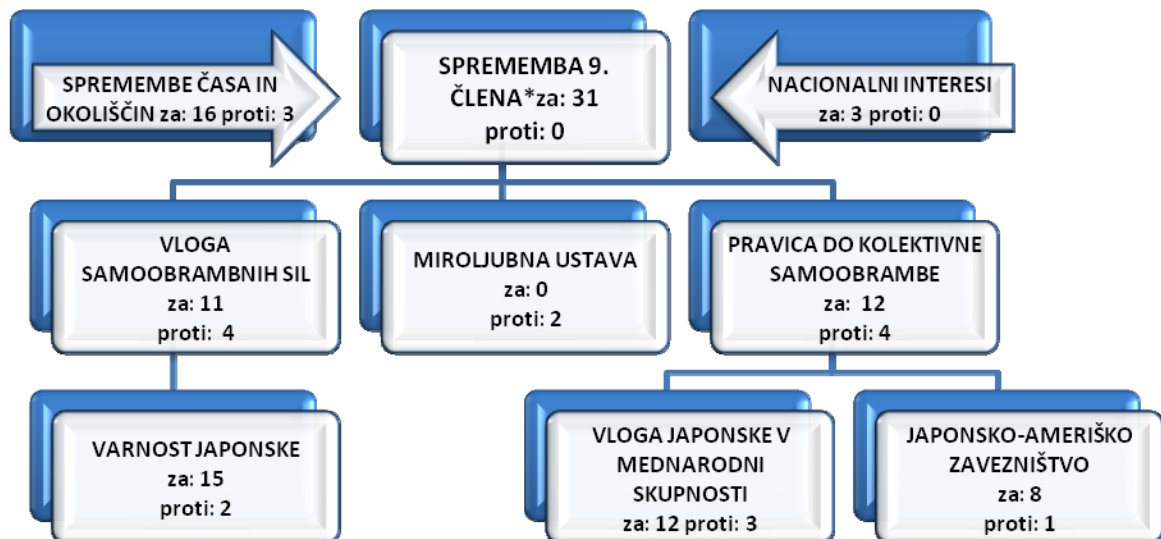 SPREMEMBE ČASA IN
OKOLIŠČIN za: 16 proti: 3
SPREMEMBA 9.
ČLENA*za: 31
proti: 0
NACIONALNI INTERESI
za: 3 proti: 0
VLOGA
SAMOOBRAMBNIH SIL
za: 11
proti: 4
MIROLJUBNA USTAVA
za: 0
proti: 2
PRAVICA DO KOLEKTIVNE
SAMOOBRAMBE
za: 12
proti: 4
VARNOST JAPONSKE
za: 15
proti: 2
VLOGA JAPONSKE V
MEDNARODNI
SKUPNOSTI
za: 12 proti: 3
JAPONSKO-AMERIŠKO
ZAVEZNIŠTVO
za: 8
proti: 1